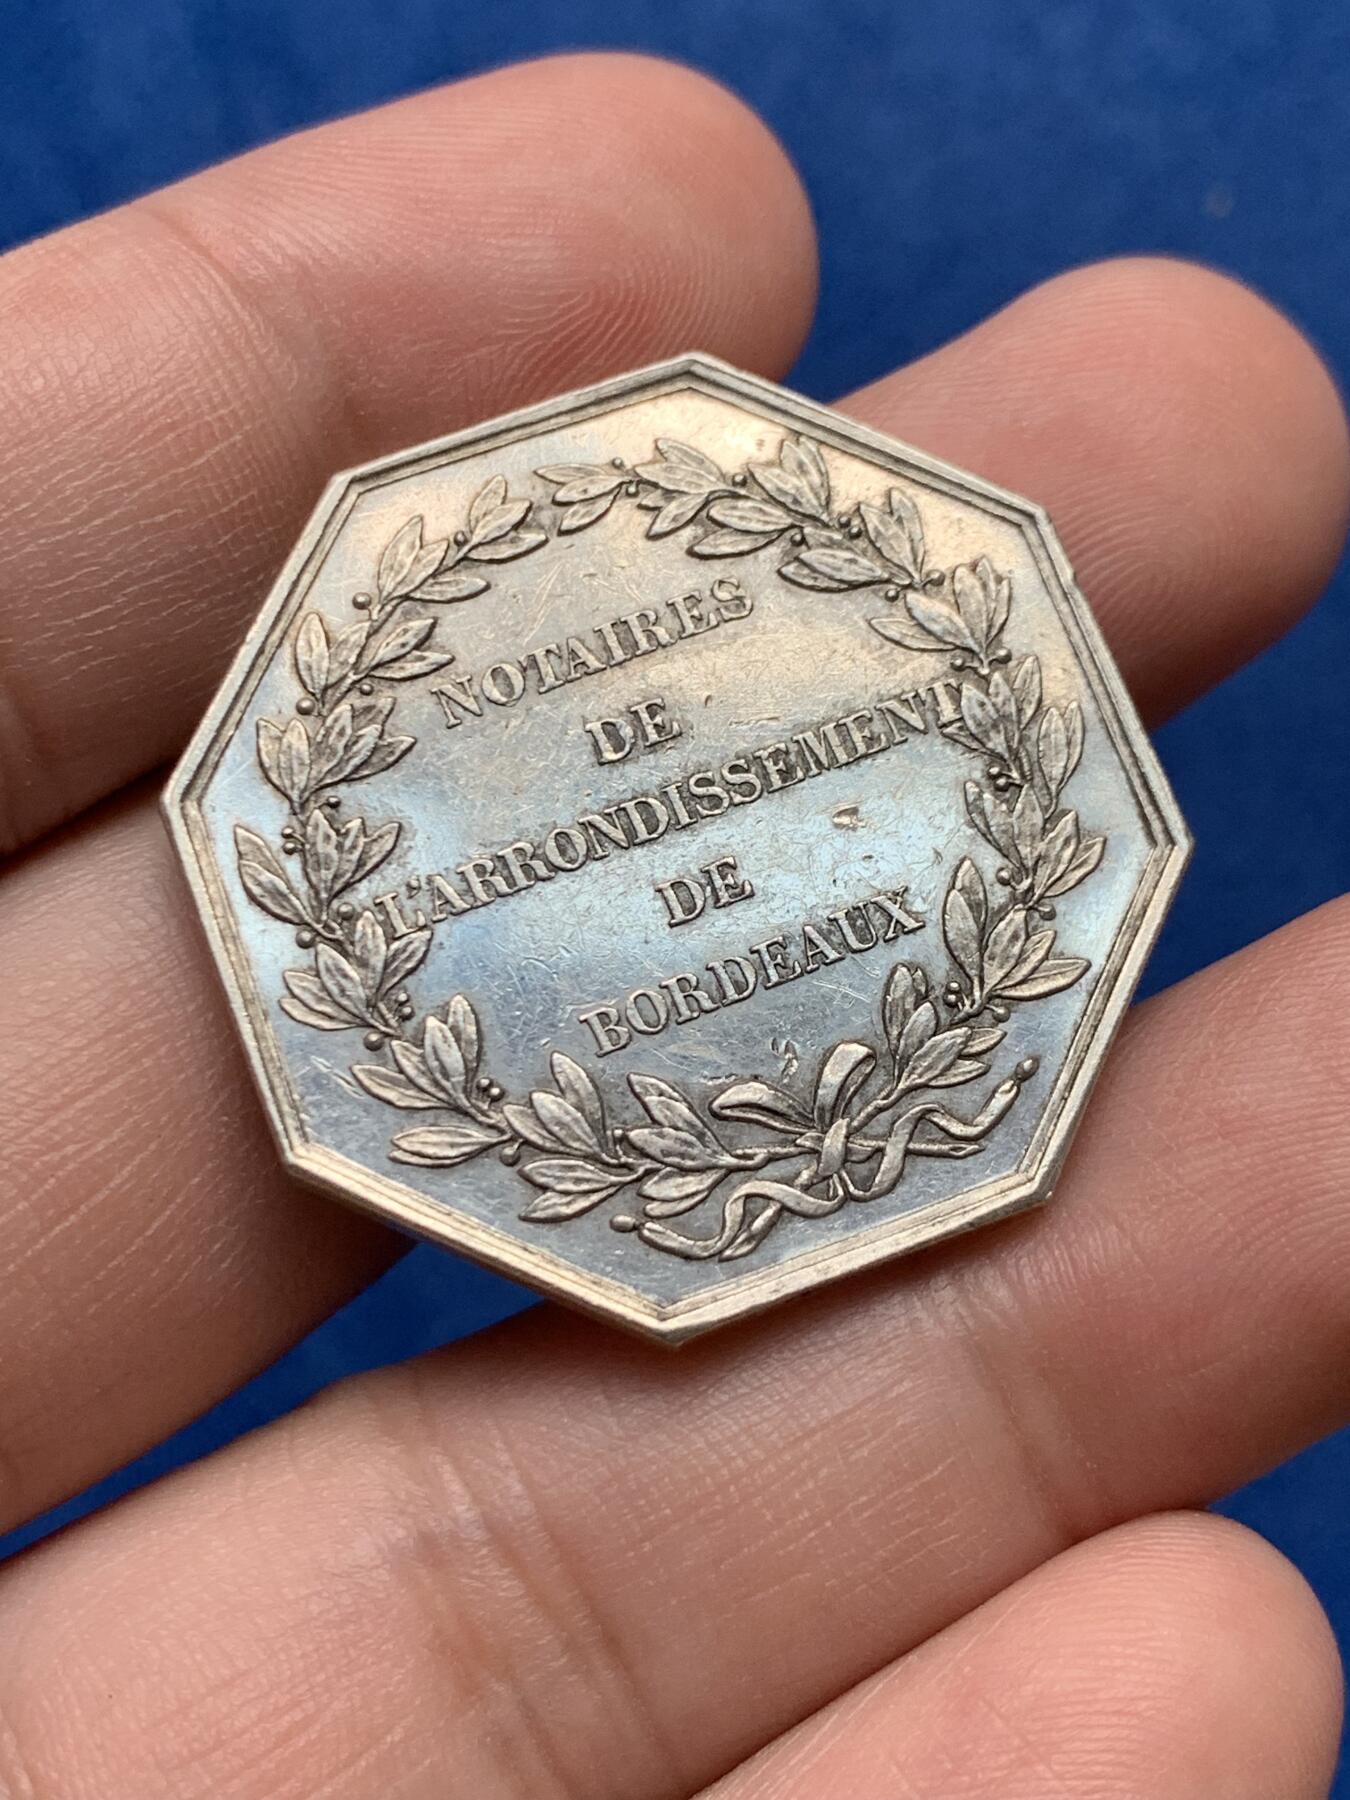 NOTAIRES
DE
L'ARRONDISSEMENT
DE
BORDEAUX